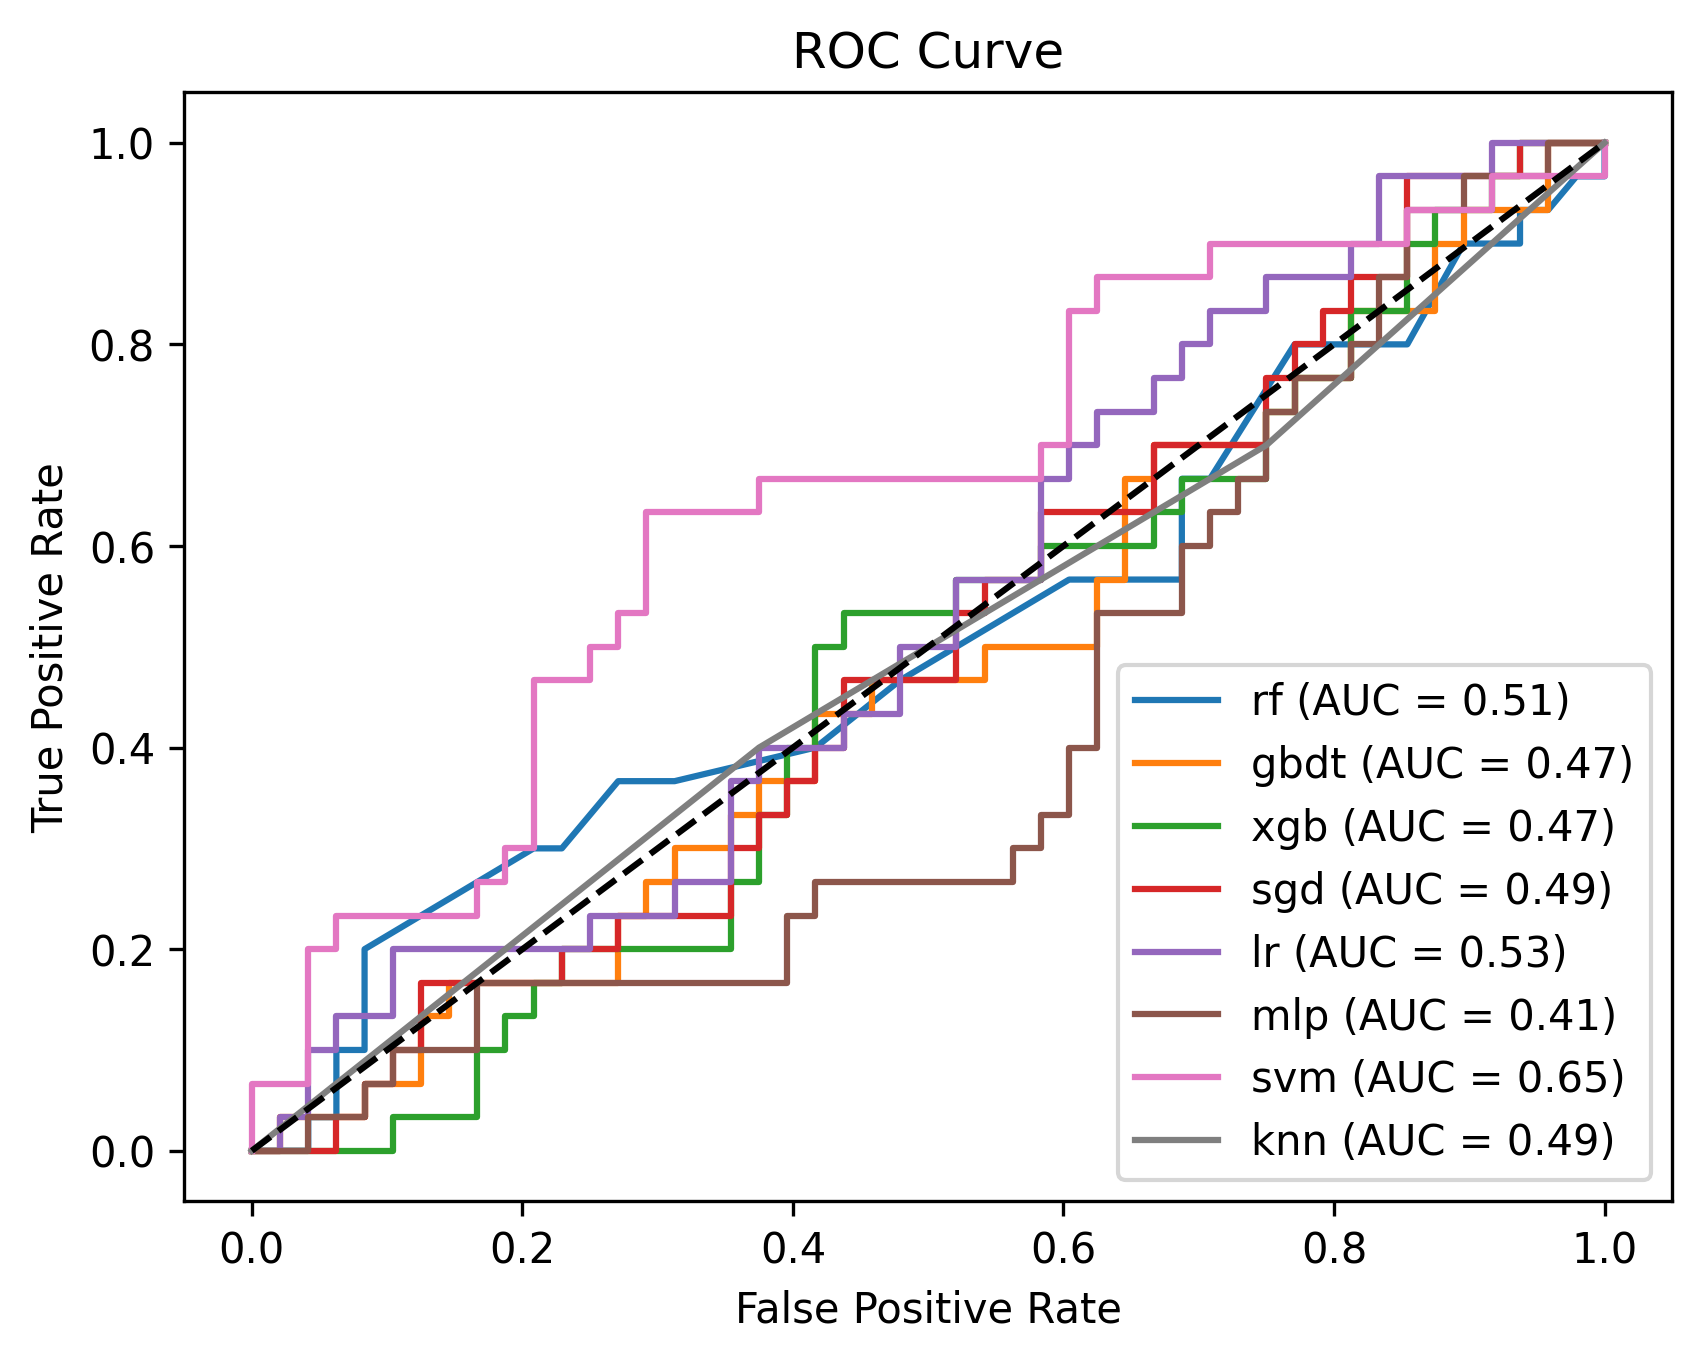 ROC Curve
1.0
0.8
0.6
0.4
0.2
0.0
True Positive Rate
rf (AUC = 0.51)
gbdt (AUC = 0.47)
xgb (AUC = 0.47)
sgd (AUC = 0.49)
lr (AUC = 0.53)
mlp (AUC = 0.41)
svm (AUC = 0.65)
knn (AUC = 0.49)
0.0 0.2 0.4 0.6 0.8 1.0
False Positive Rate